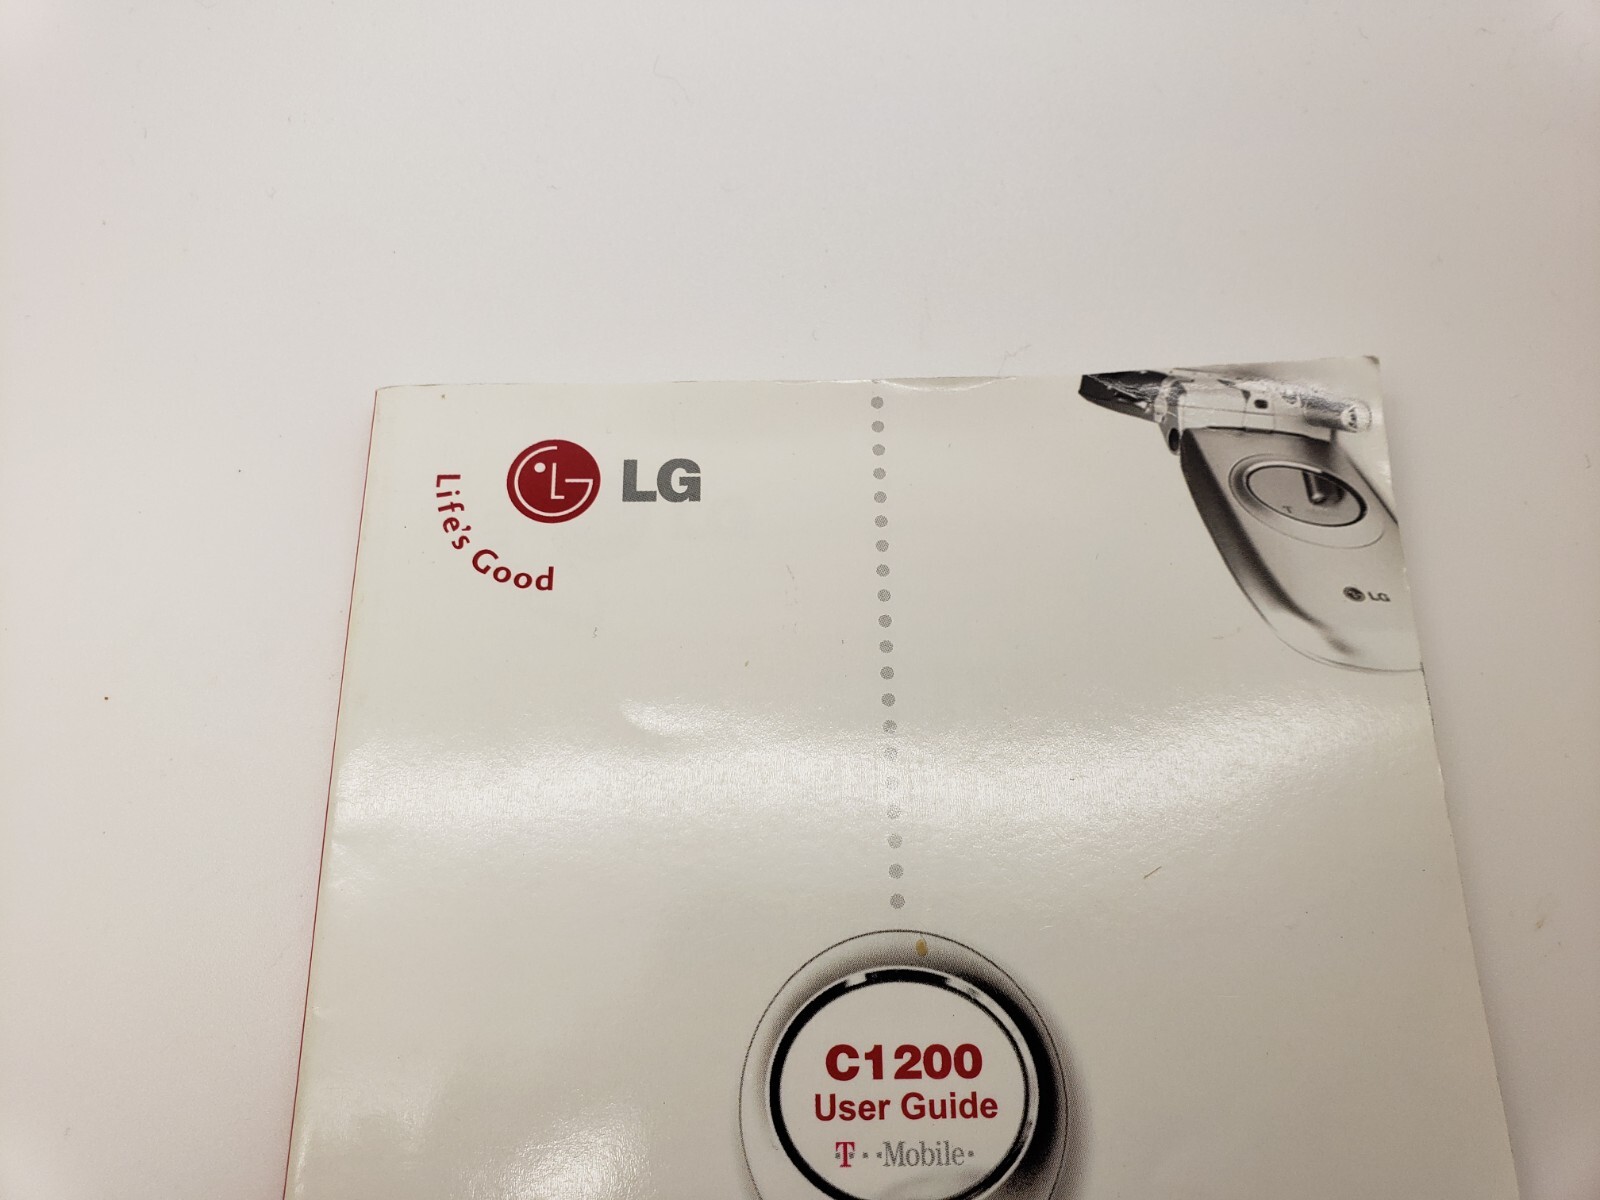 LG
Life's Good
T
LG
C1200
User Guide
T··Mobile·